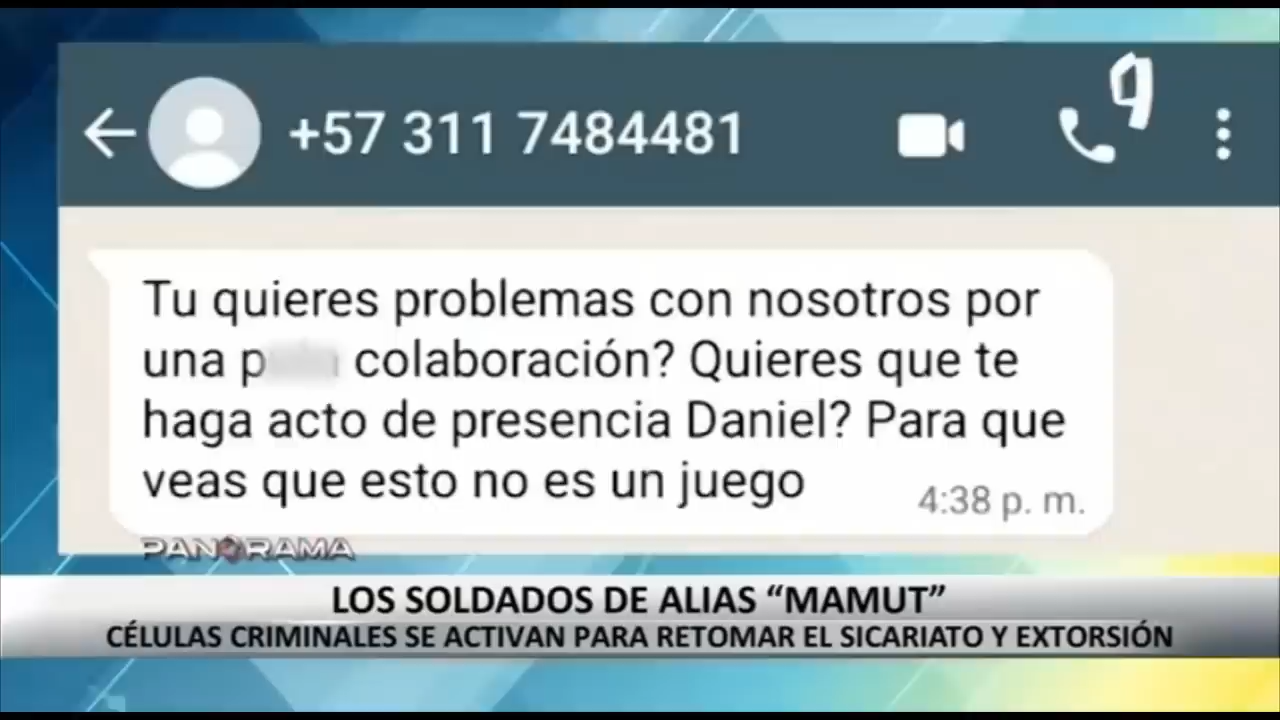 +57 311 7484481
Tu quieres problemas con nosotros por
una colaboración? Quieres que te
haga acto de presencia Daniel? Para que
veas que esto no es un juego
4:38 p. m.
PANORAMA
LOS SOLDADOS DE ALIAS “MAMUT”
CÉLULAS CRIMINALES SE ACTIVAN PARA RETOMAR EL SICARIATO Y EXTORSIÓN